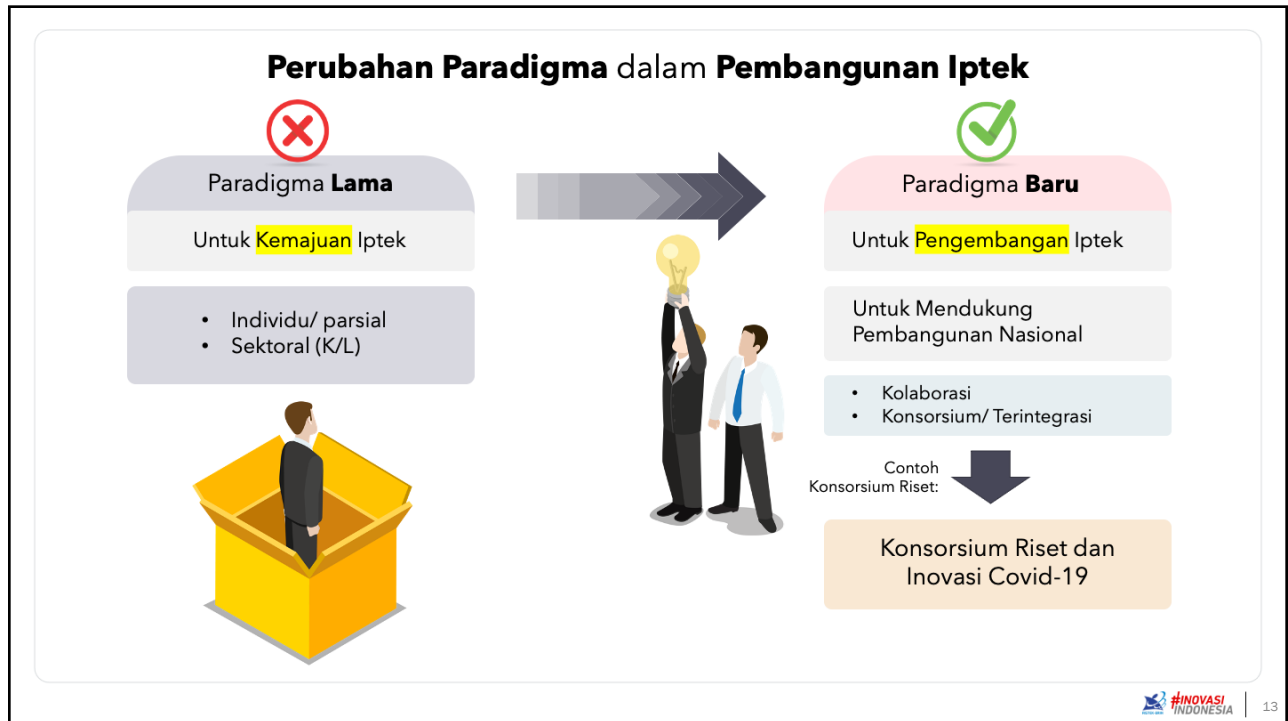 Perubahan Paradigma dalam Pembangunan Iptek
Paradigma Lama
Untuk Kemajuan Iptek
• Individu/ parsial
• Sektoral (K/L)
Paradigma Baru
Untuk Pengembangan Iptek
Untuk Mendukung
Pembangunan Nasional
• Kolaborasi
• Konsorsium/ Terintegrasi
Contoh
Konsorsium Riset:
Konsorsium Riset dan
Inovasi Covid-19
#INOVASI
INDONESIA
13